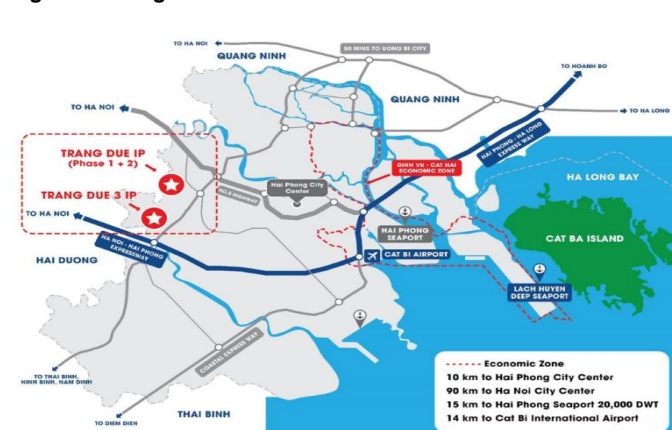 TO HA NOI
90 MINS TO UONG BI CITY
QUANG NINH
TO HOANH BO
TO HA NOI
QUANG NINH
TO HA LONG
HAI PHONG - HA LONG
EXPRESS WAY
TRANG DUE IP
(Phase 1 + 2)
DINH VU - CAT HAI
ECONOMIC ZONE
HA LONG BAY
TRANG DUE 3 IP
Hai Phong City
Center
NO.5 HIGHWAY
TO HA NOI
HAI PHONG
SEAPORT
CAT BA ISLAND
HA NOI - HAI PHONG
EXPRESSWAY
CAT BI AIRPORT
HAI DUONG
LACH HUYEN
DEEP SEAPORT
COASTAL EXPRESS WAY
TO THAI BINH,
NINH BINH, NAM DINH
TO DIEM DIEN
THAI BINH
Economic Zone
10 km to Hai Phong City Center
90 km to Ha Noi City Center
15 km to Hai Phong Seaport 20,000 DWT
14 km to Cat Bi International Airport